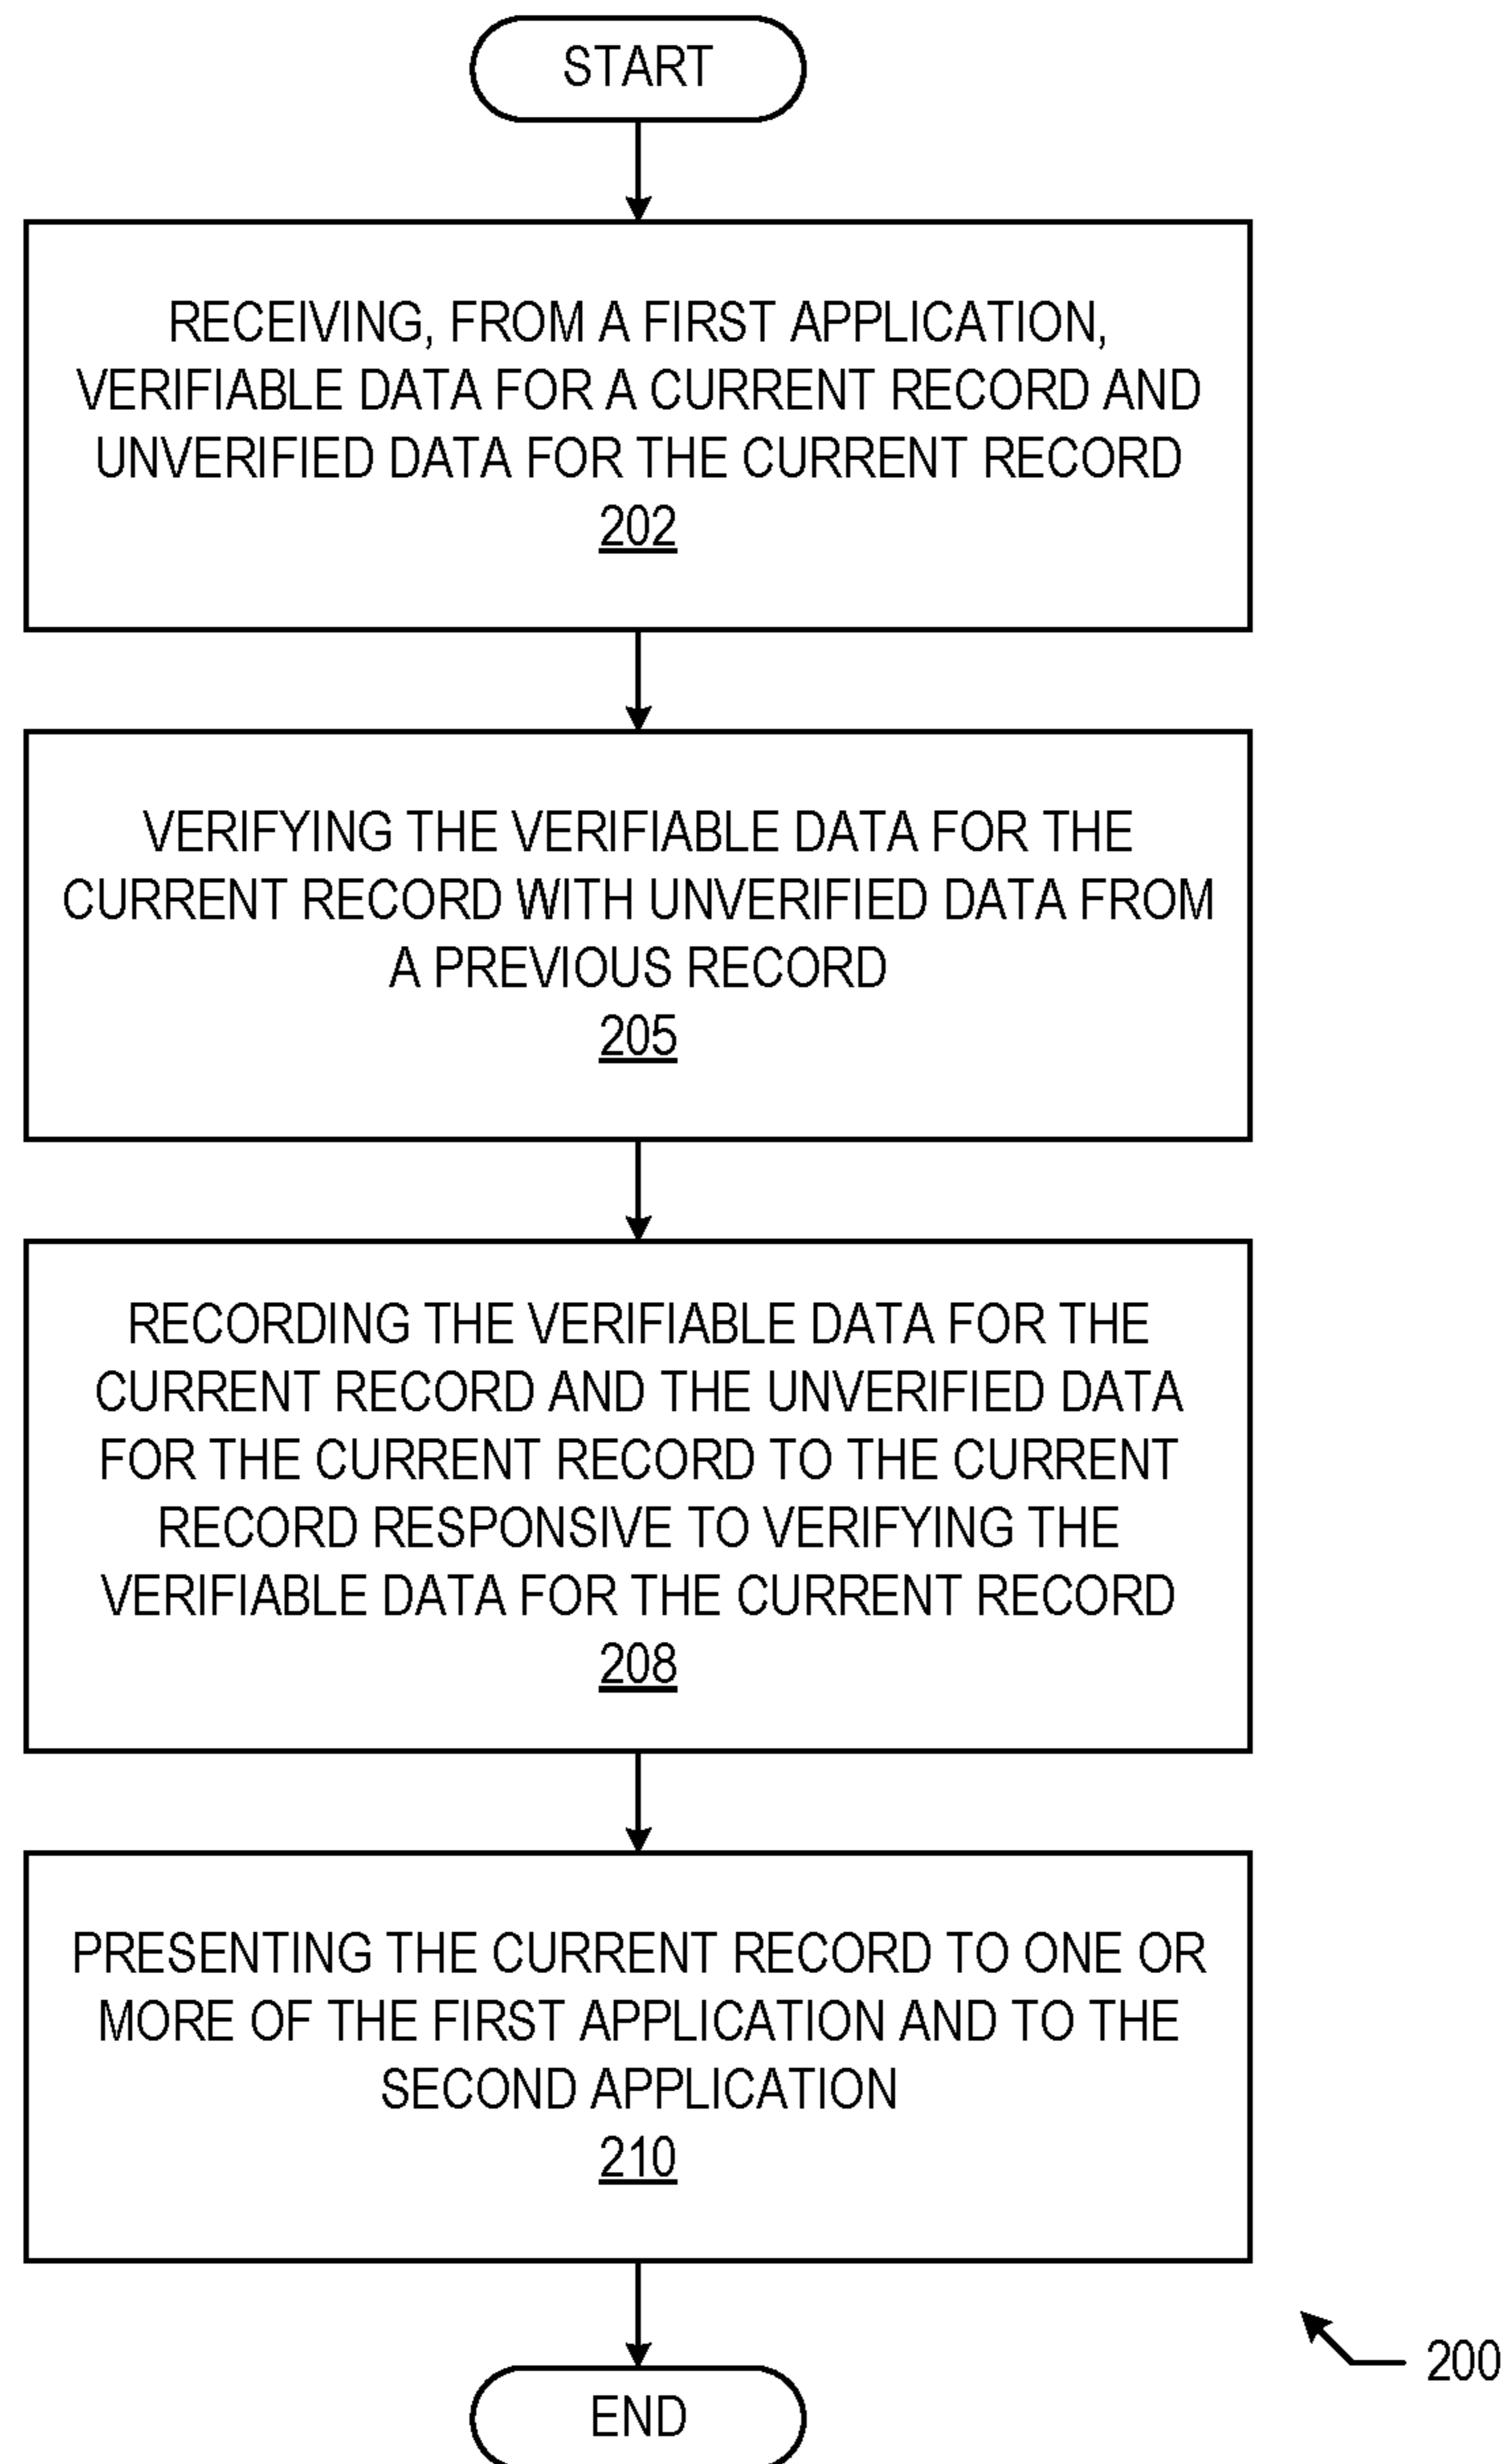 START
RECEIVING, FROM A FIRST APPLICATION,
VERIFIABLE DATA FOR A CURRENT RECORD AND
UNVERIFIED DATA FOR THE CURRENT RECORD
202
VERIFYING THE VERIFIABLE DATA FOR THE
CURRENT RECORD WITH UNVERIFIED DATA FROM
A PREVIOUS RECORD
205
RECORDING THE VERIFIABLE DATA FOR THE
CURRENT RECORD AND THE UNVERIFIED DATA
FOR THE CURRENT RECORD TO THE CURRENT
RECORD RESPONSIVE TO VERIFYING THE
VERIFIABLE DATA FOR THE CURRENT RECORD
208
PRESENTING THE CURRENT RECORD TO ONE OR
MORE OF THE FIRST APPLICATION AND TO THE
SECOND APPLICATION
210
200
END